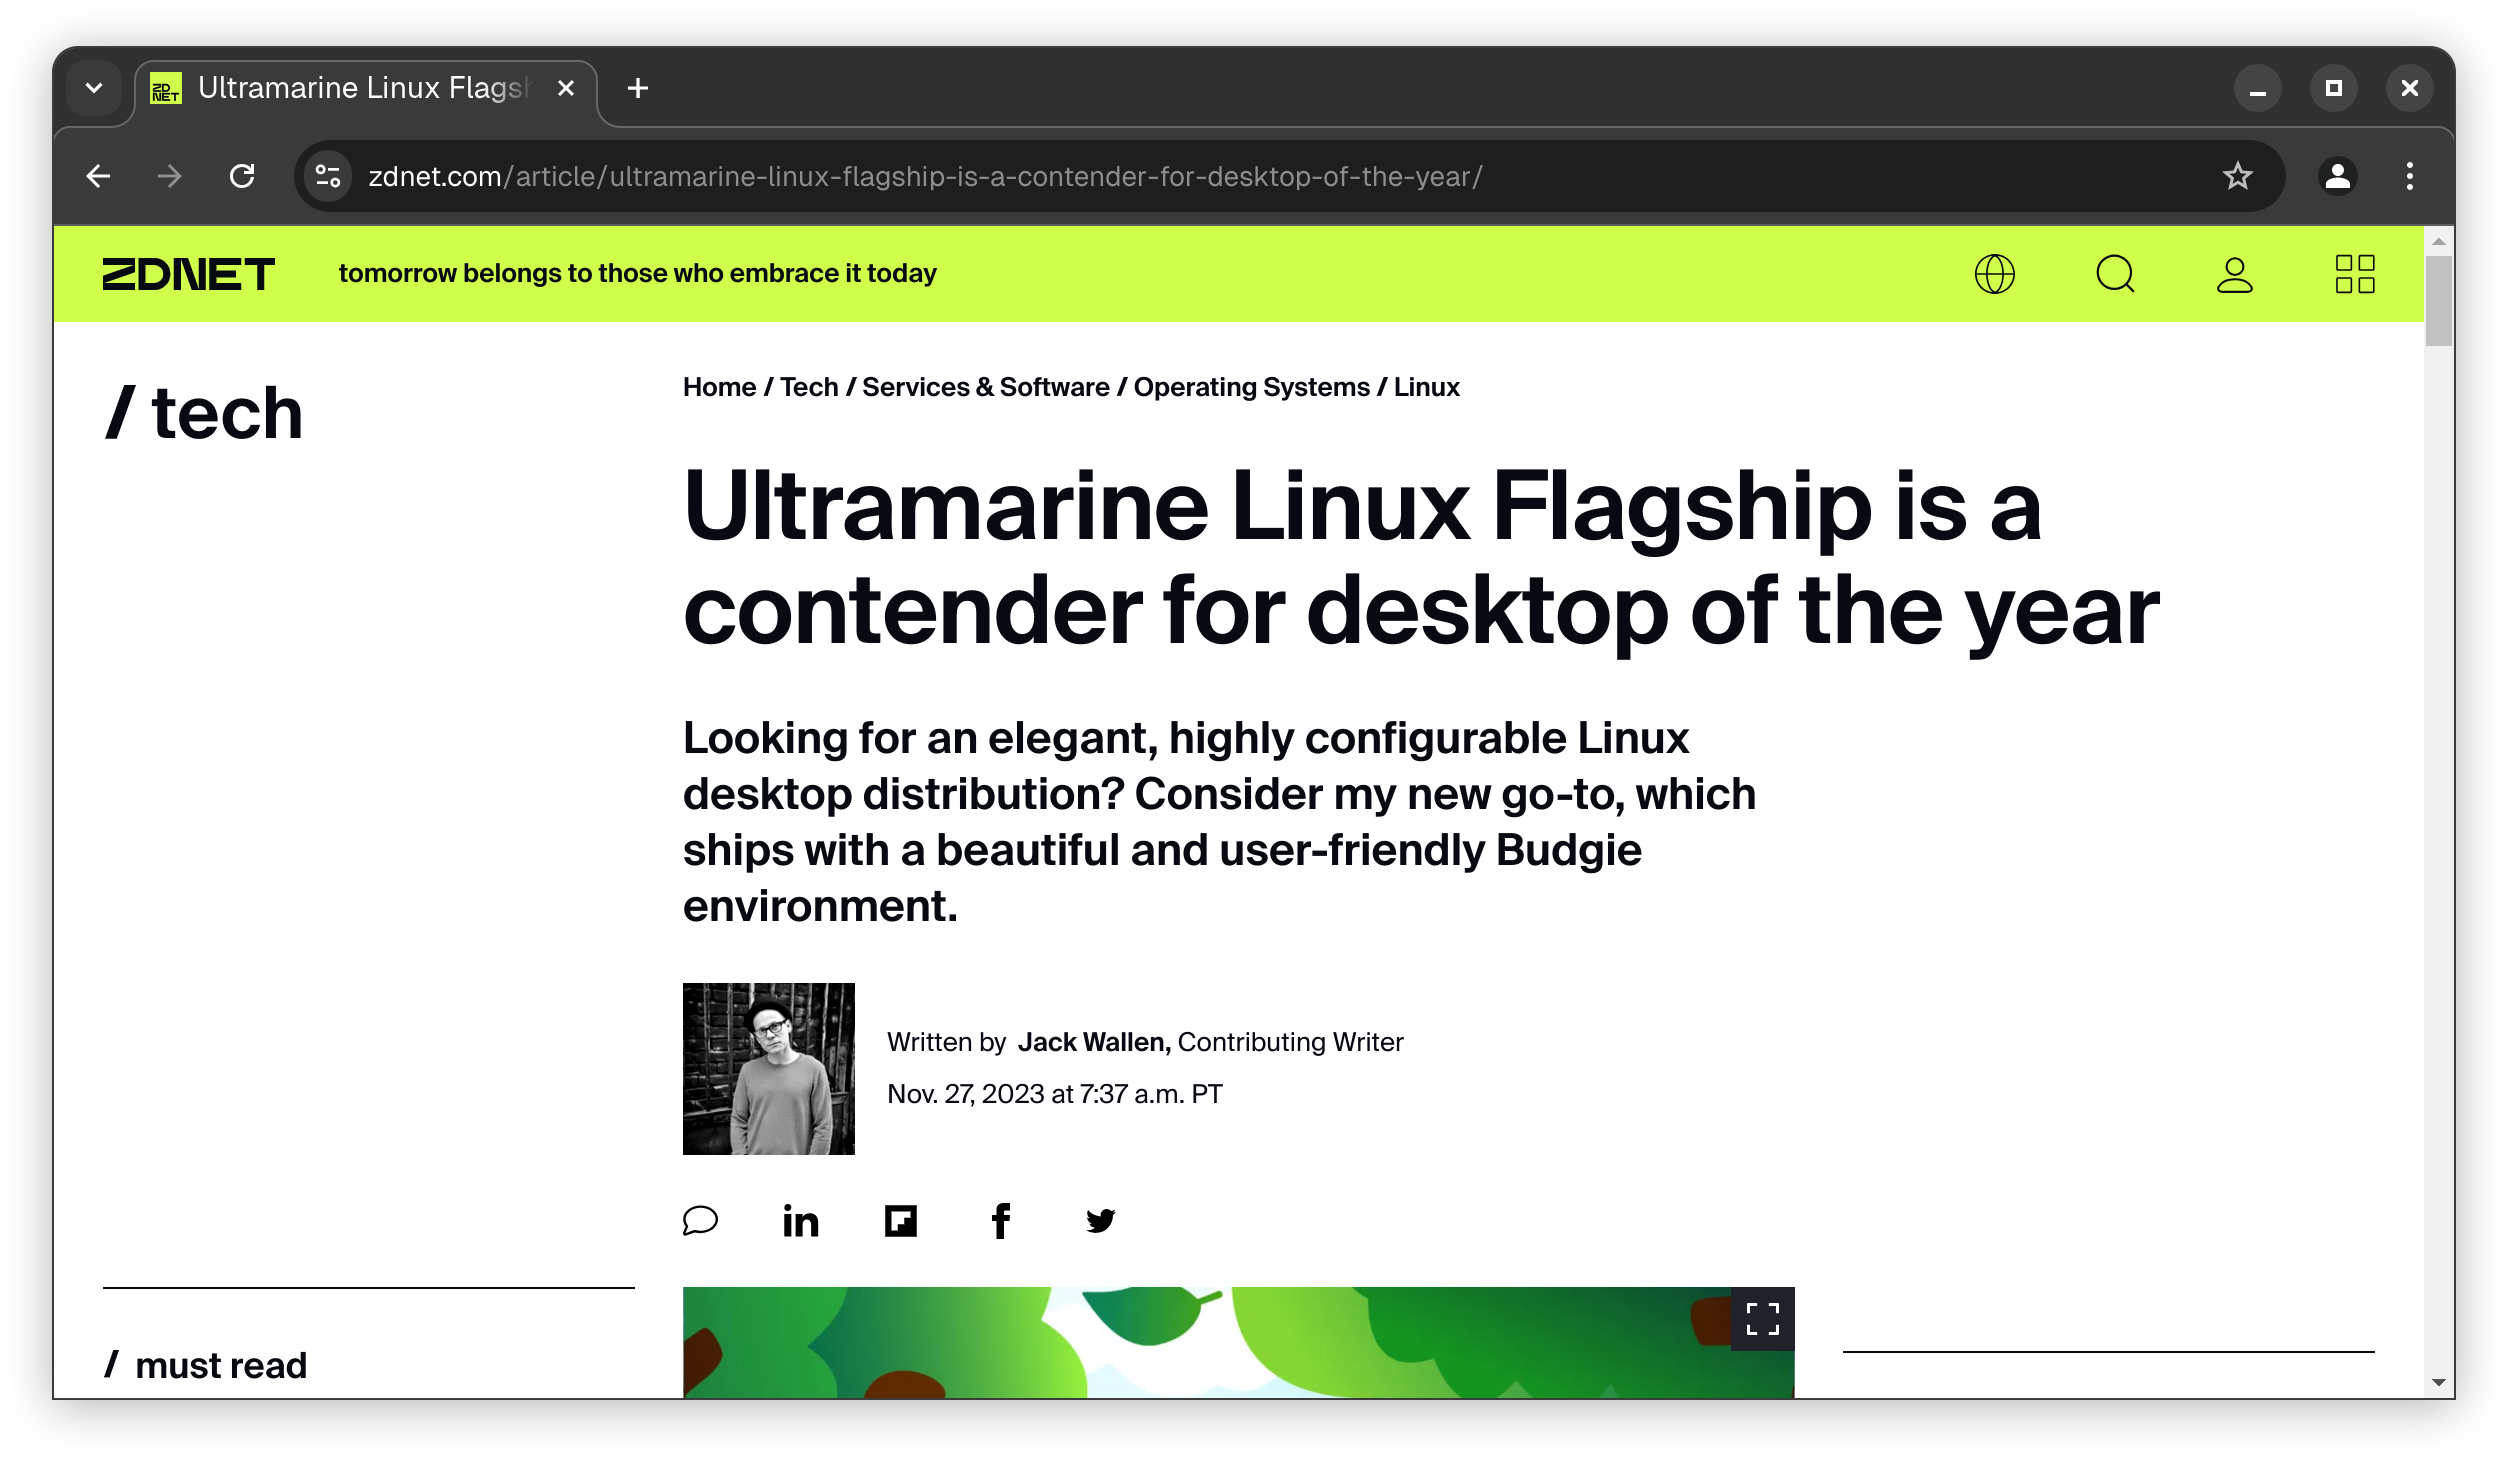 Ultramarine Linux Flags
zdnet.com/article/ultramarine-linux-flagship-is-a-contender-for-desktop-of-the-year/
ZDNET
tomorrow belongs to those who embrace it today
/ tech
Home / Tech / Services & Software / Operating Systems / Linux
Ultramarine Linux Flagship is a
contender for desktop of the year
Looking for an elegant, highly configurable Linux
desktop distribution? Consider my new go-to, which
ships with a beautiful and user-friendly Budgie
environment.
Written by Jack Wallen, Contributing Writer
Nov. 27, 2023 at 7:37 a.m. PT
/ must read